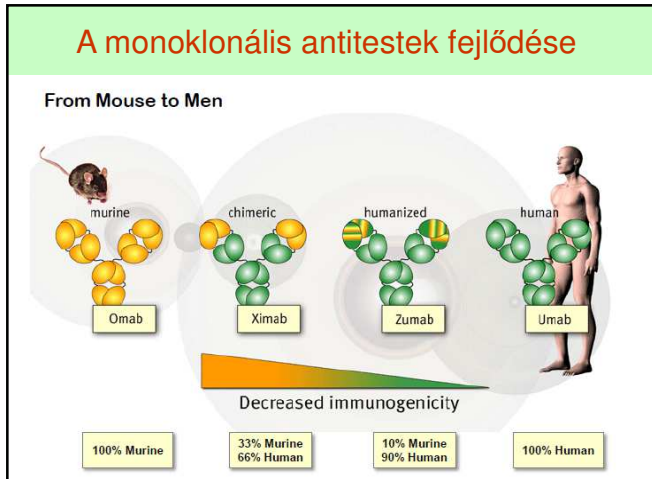 A monoklonális antitestek fejlődése
From Mouse to Men
murine
chimeric
humanized
human
Omab
Ximab
Zumab
Umab
Decreased immunogenicity
100% Murine
33% Murine
66% Human
10% Murine
90% Human
100% Human